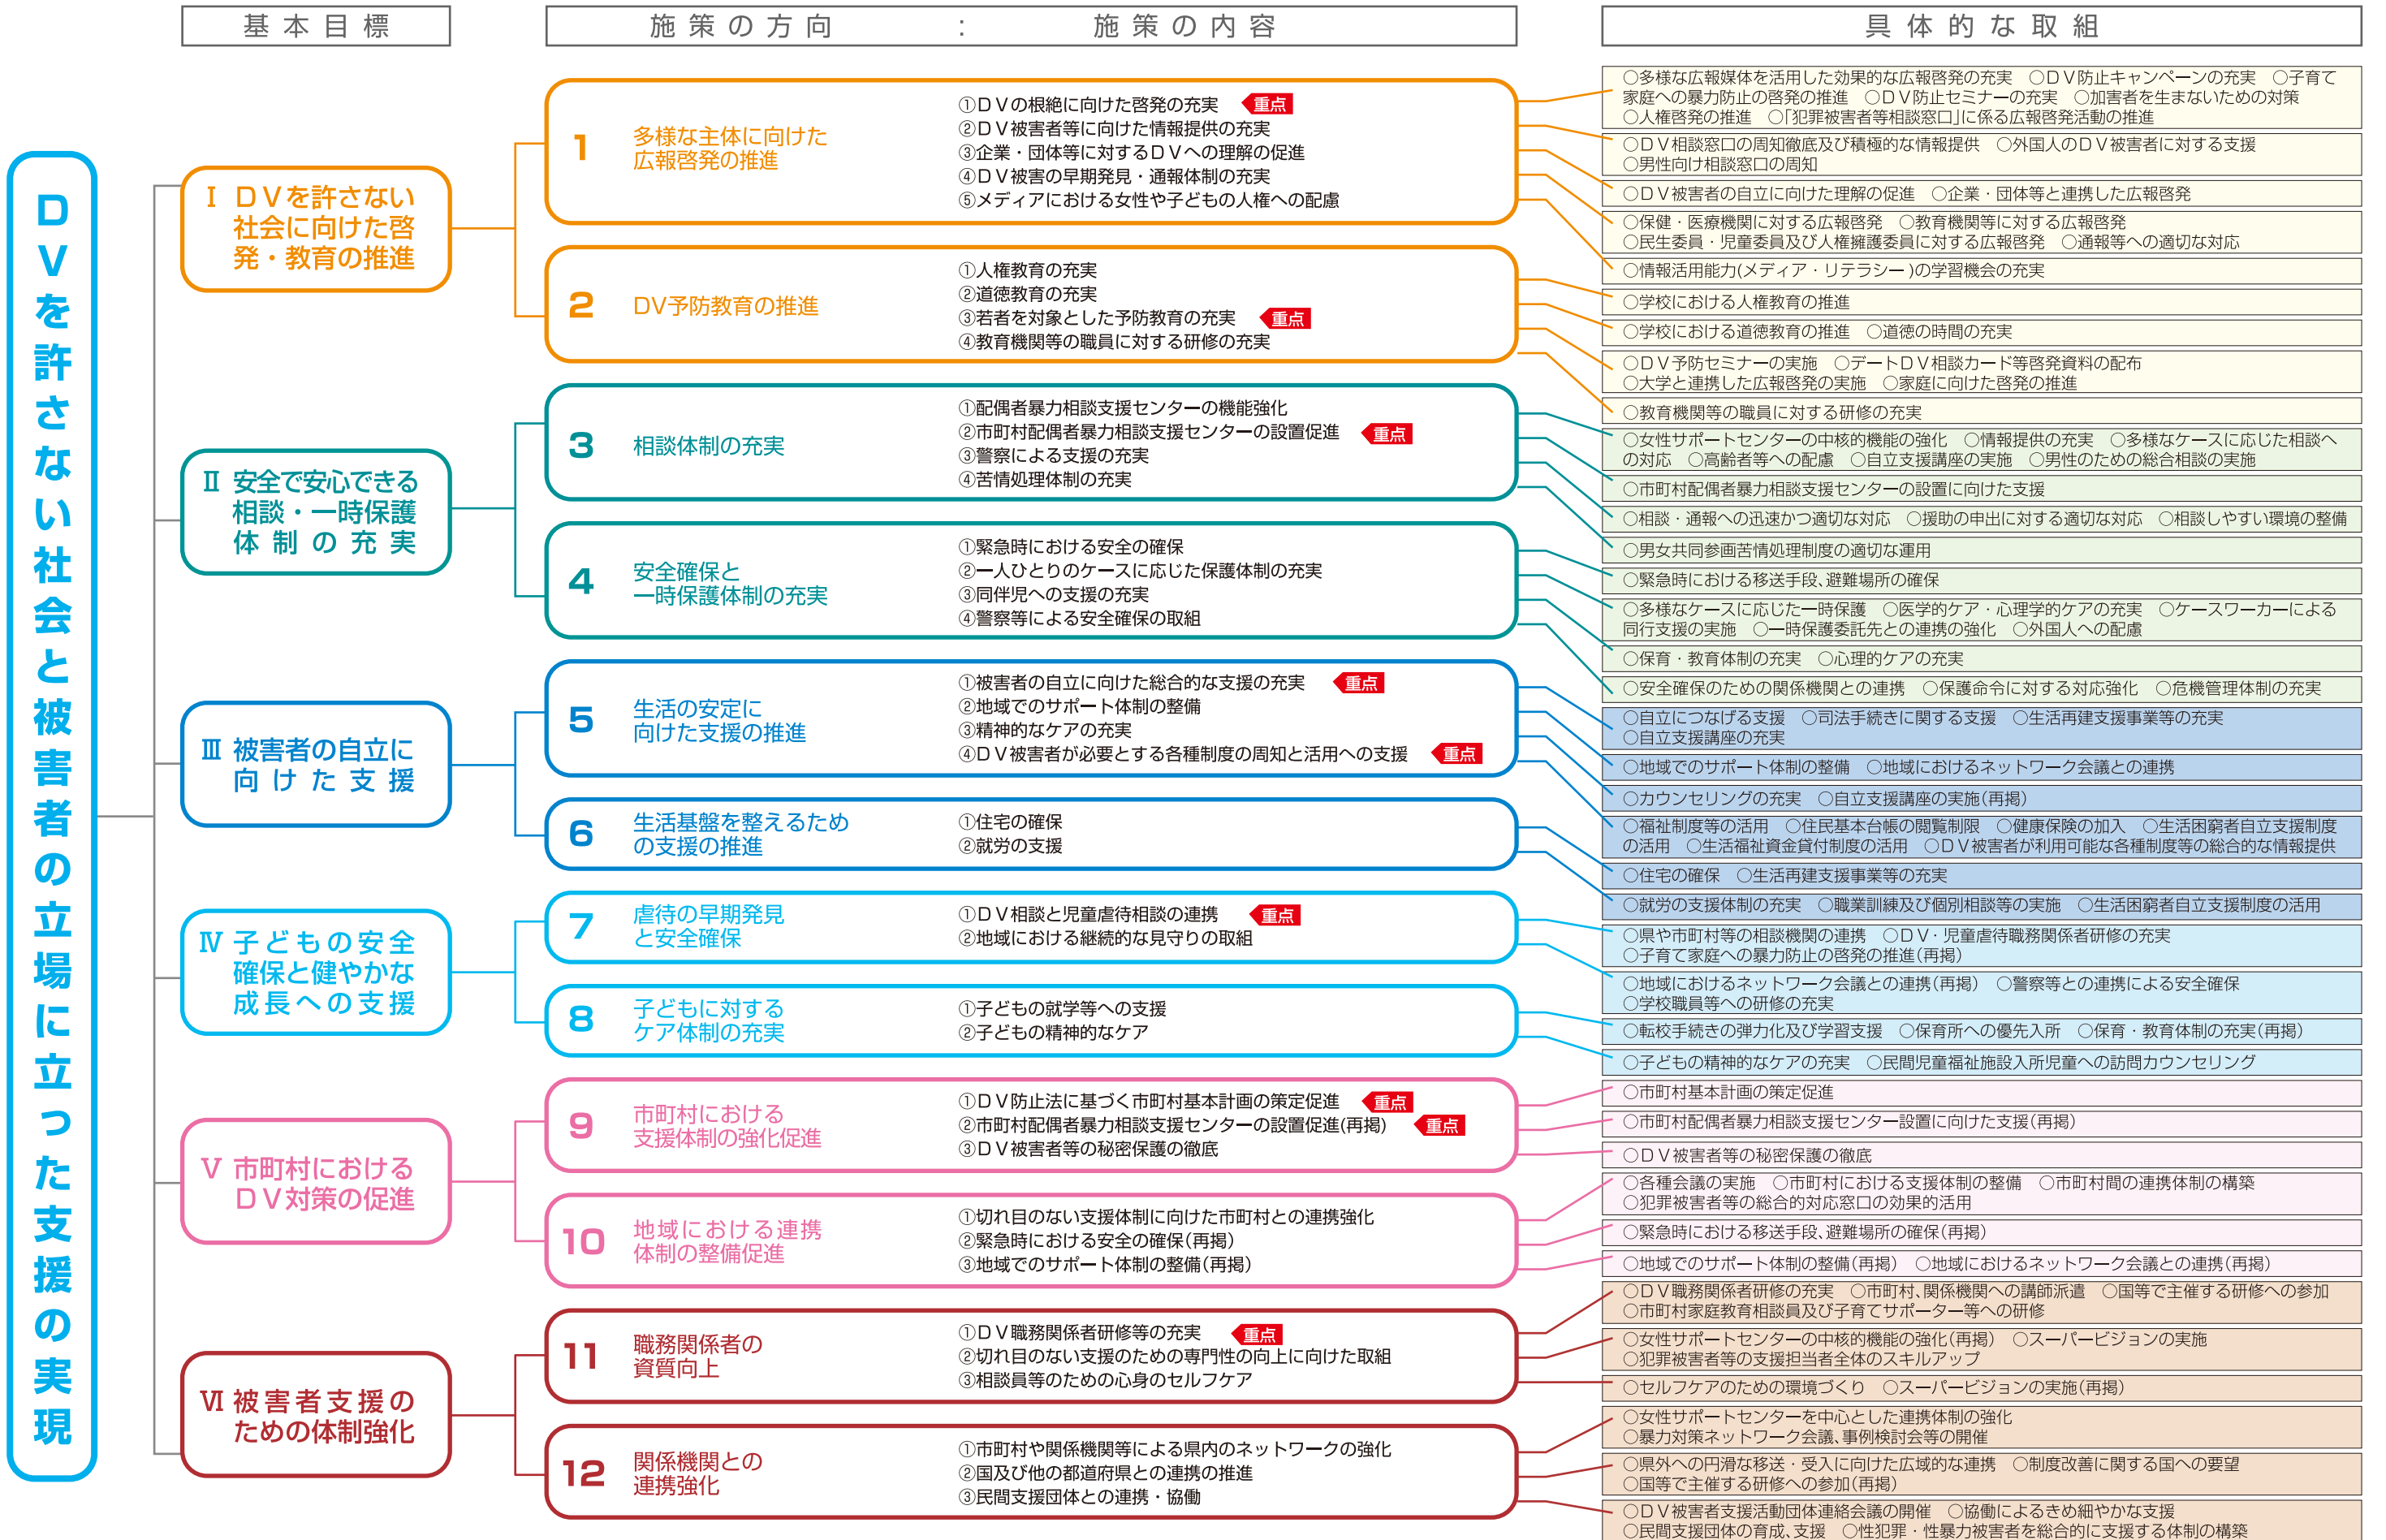 基本目標
施策の方向 : 施策の内容
具体的な取組
DVを許さない社会と被害者の立場に立った支援の実現
Ⅰ DVを許さない
社会に向けた啓
発・教育の推進
1 多様な主体に向けた
広報啓発の推進
①DVの根絶に向けた啓発の充実 重点
②DV被害者等に向けた情報提供の充実
③企業・団体等に対するDVへの理解の促進
④DV被害の早期発見・通報体制の充実
⑤メディアにおける女性や子どもの人権への配慮
○多様な広報媒体を活用した効果的な広報啓発の充実 ○DV防止キャンペーンの充実 ○子育て
家庭への暴力防止の啓発の推進 ○DV防止セミナーの充実 ○加害者を生まないための対策
○人権啓発の推進 ○「犯罪被害者等相談窓口」に係る広報啓発活動の推進
○DV相談窓口の周知徹底及び積極的な情報提供 ○外国人のDV被害者に対する支援
○男性向け相談窓口の周知
○DV被害者の自立に向けた理解の促進 ○企業・団体等と連携した広報啓発
○保健・医療機関に対する広報啓発 ○教育機関等に対する広報啓発
○民生委員・児童委員及び人権擁護委員に対する広報啓発 ○通報等への適切な対応
○情報活用能力(メディア・リテラシー)の学習機会の充実
2 DV予防教育の推進
①人権教育の充実
②道徳教育の充実
③若者を対象とした予防教育の充実 重点
④教育機関等の職員に対する研修の充実
○学校における人権教育の推進
○学校における道徳教育の推進 ○道徳の時間の充実
○DV予防セミナーの実施 ○デートDV相談カード等啓発資料の配布
○大学と連携した広報啓発の実施 ○家庭に向けた啓発の推進
○教育機関等の職員に対する研修の充実
Ⅱ 安全で安心できる
相談・一時保護
体制の充実
3 相談体制の充実
①配偶者暴力相談支援センターの機能強化
②市町村配偶者暴力相談支援センターの設置促進 重点
③警察による支援の充実
④苦情処理体制の充実
○女性サポートセンターの中核的機能の強化 ○情報提供の充実 ○多様なケースに応じた相談へ
の対応 ○高齢者等への配慮 ○自立支援講座の実施 ○男性のための総合相談の実施
○市町村配偶者暴力相談支援センターの設置に向けた支援
○相談・通報への迅速かつ適切な対応 ○援助の申出に対する適切な対応 ○相談しやすい環境の整備
○男女共同参画苦情処理制度の適切な運用
4 安全確保と
一時保護体制の充実
①緊急時における安全の確保
②一人ひとりのケースに応じた保護体制の充実
③同伴児への支援の充実
④警察等による安全確保の取組
○緊急時における移送手段、避難場所の確保
○多様なケースに応じた一時保護 ○医学的ケア・心理学的ケアの充実 ○ケースワーカーによる
同行支援の実施 ○一時保護委託先との連携の強化 ○外国人への配慮
○保育・教育体制の充実 ○心理的ケアの充実
○安全確保のための関係機関との連携 ○保護命令に対する対応強化 ○危機管理体制の充実
Ⅲ 被害者の自立に
向けた支援
5 生活の安定に
向けた支援の推進
①被害者の自立に向けた総合的な支援の充実 重点
②地域でのサポート体制の整備
③精神的なケアの充実
④DV被害者が必要とする各種制度の周知と活用への支援 重点
○自立につなげる支援 ○司法手続きに関する支援 ○生活再建支援事業等の充実
○自立支援講座の充実
○地域でのサポート体制の整備 ○地域におけるネットワーク会議との連携
○カウンセリングの充実 ○自立支援講座の実施(再掲)
○福祉制度等の活用 ○住民基本台帳の閲覧制限 ○健康保険の加入 ○生活困窮者自立支援制度
の活用 ○生活福祉資金貸付制度の活用 ○DV被害者が利用可能な各種制度等の総合的な情報提供
6 生活基盤を整えるため
の支援の推進
①住宅の確保
②就労の支援
○住宅の確保 ○生活再建支援事業等の充実
○就労の支援体制の充実 ○職業訓練及び個別相談等の実施 ○生活困窮者自立支援制度の活用
Ⅳ 子どもの安全
確保と健やかな
成長への支援
7 虐待の早期発見
と安全確保
①DV相談と児童虐待相談の連携 重点
②地域における継続的な見守りの取組
○県や市町村等の相談機関の連携 ○DV・児童虐待職務関係者研修の充実
○子育て家庭への暴力防止の啓発の推進(再掲)
○地域におけるネットワーク会議との連携(再掲) ○警察等との連携による安全確保
○学校職員等への研修の充実
8 子どもに対する
ケア体制の充実
①子どもの就学等への支援
②子どもの精神的なケア
○転校手続きの弾力化及び学習支援 ○保育所への優先入所 ○保育・教育体制の充実(再掲)
○子どもの精神的なケアの充実 ○民間児童福祉施設入所児童への訪問カウンセリング
Ⅴ 市町村における
DV対策の促進
9 市町村における
支援体制の強化促進
①DV防止法に基づく市町村基本計画の策定促進 重点
②市町村配偶者暴力相談支援センターの設置促進(再掲) 重点
③DV被害者等の秘密保護の徹底
○市町村基本計画の策定促進
○市町村配偶者暴力相談支援センター設置に向けた支援(再掲)
○DV被害者等の秘密保護の徹底
10 地域における連携
体制の整備促進
①切れ目のない支援体制に向けた市町村との連携強化
②緊急時における安全の確保(再掲)
③地域でのサポート体制の整備(再掲)
○各種会議の実施 ○市町村における支援体制の整備 ○市町村間の連携体制の構築
○犯罪被害者等の総合的対応窓口の効果的活用
○緊急時における移送手段、避難場所の確保(再掲)
○地域でのサポート体制の整備(再掲) ○地域におけるネットワーク会議との連携(再掲)
Ⅵ 被害者支援の
ための体制強化
11 職務関係者の
資質向上
①DV職務関係者研修等の充実 重点
②切れ目のない支援のための専門性の向上に向けた取組
③相談員等のための心身のセルフケア
○DV職務関係者研修の充実 ○市町村、関係機関への講師派遣 ○国等で主催する研修への参加
○市町村家庭教育相談員及び子育てサポーター等への研修
○女性サポートセンターの中核的機能の強化(再掲) ○スーパービジョンの実施
○犯罪被害者等の支援担当者全体のスキルアップ
○セルフケアのための環境づくり ○スーパービジョンの実施(再掲)
12 関係機関との
連携強化
①市町村や関係機関等による県内のネットワークの強化
②国及び他の都道府県との連携の推進
③民間支援団体との連携・協働
○女性サポートセンターを中心とした連携体制の強化
○暴力対策ネットワーク会議、事例検討会等の開催
○県外への円滑な移送・受入に向けた広域的な連携 ○制度改善に関する国への要望
○国等で主催する研修への参加(再掲)
○DV被害者支援活動団体連絡会議の開催 ○協働によるきめ細やかな支援
○民間支援団体の育成、支援 ○性犯罪・性暴力被害者を総合的に支援する体制の構築